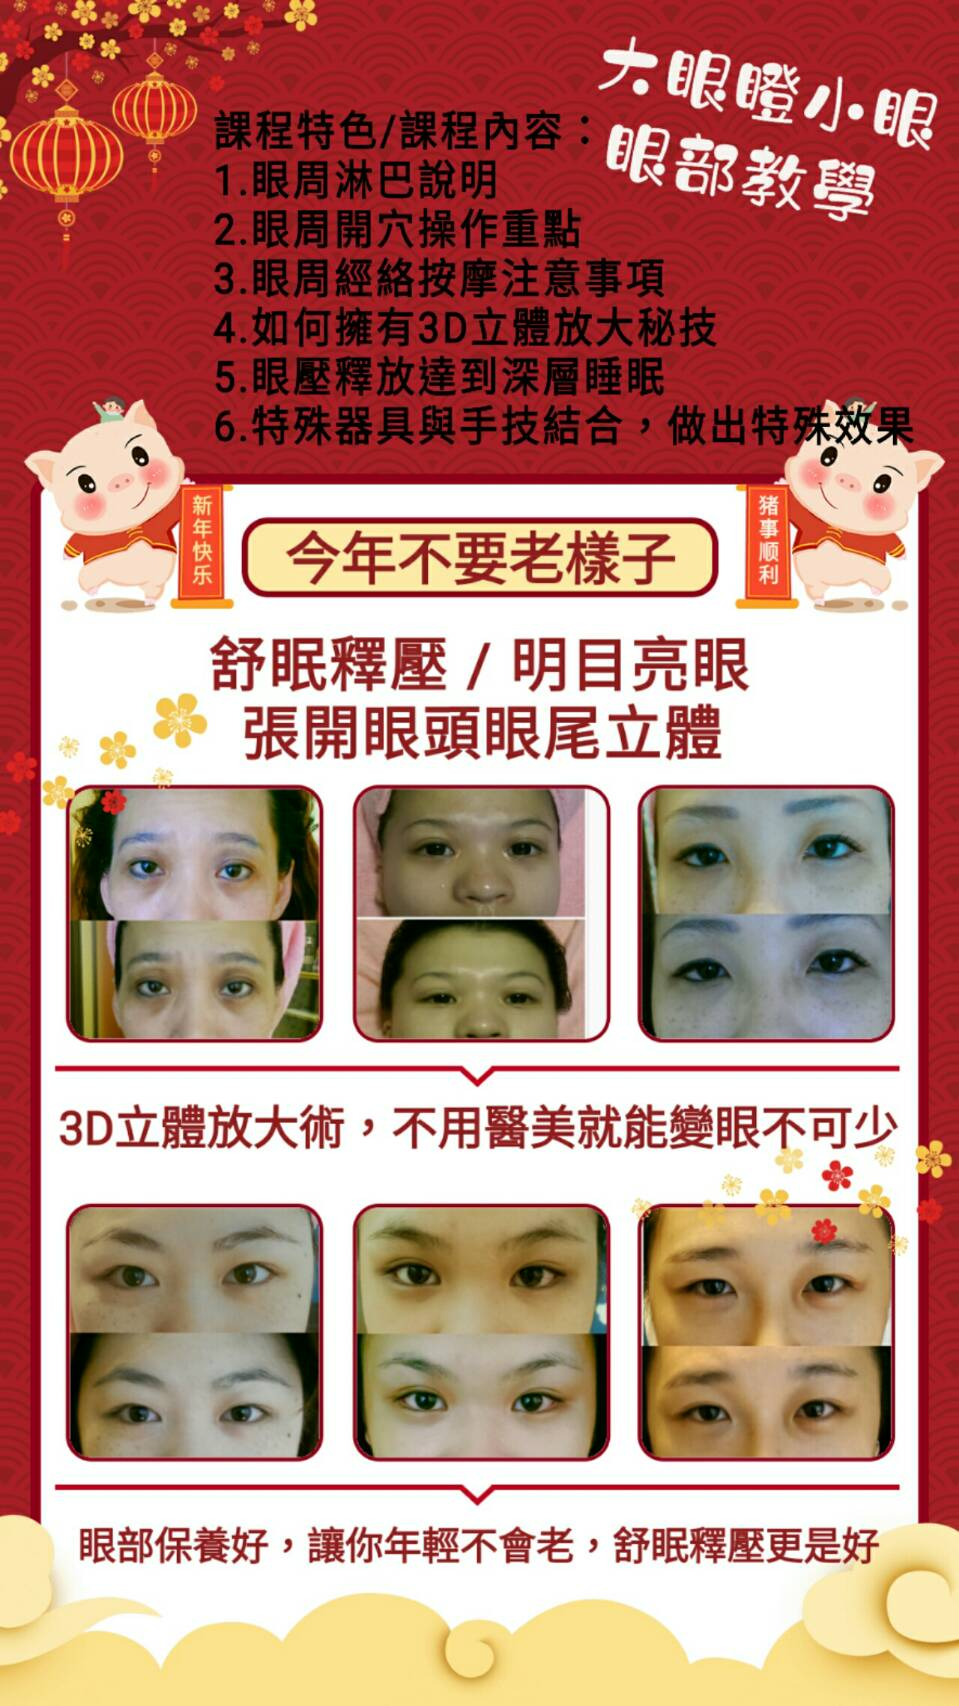 大眼瞪小眼
眼部教學
課程特色/課程內容：
1.眼周淋巴說明
2.眼周開穴操作重點
3.眼周經絡按摩注意事項
4.如何擁有3D立體放大秘技
5.眼壓釋放達到深層睡眠
6.特殊器具與手技結合，做出特殊效果
新年快乐
猪事顺利
今年不要老樣子
舒眠釋壓 / 明目亮眼
張開眼頭眼尾立體
3D立體放大術，不用醫美就能變眼不可少
眼部保養好，讓你年輕不會老，舒眠釋壓更是好